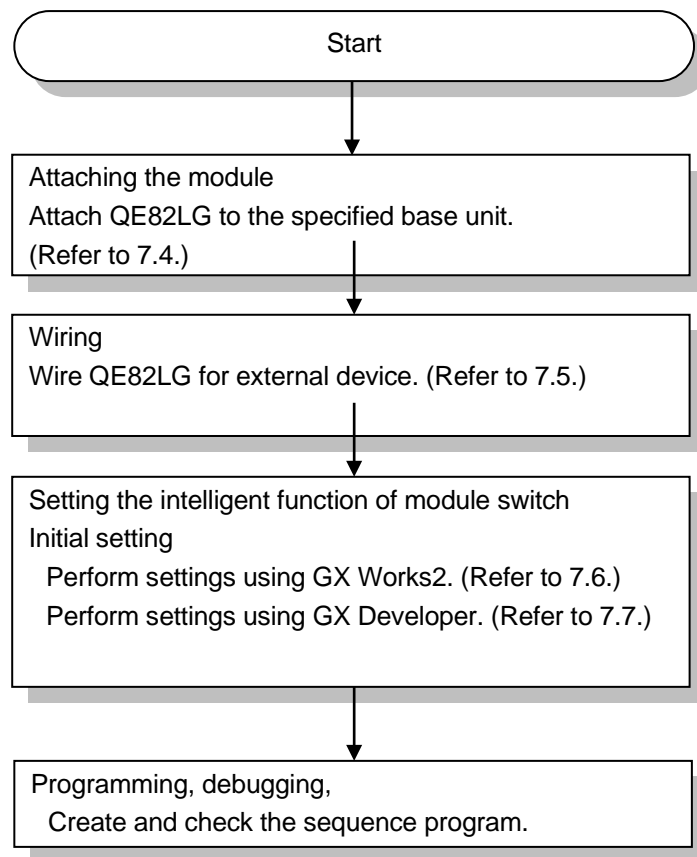 Start
Attaching the module
Attach QE82LG to the specified base unit.
(Refer to 7.4.)
Wiring
Wire QE82LG for external device. (Refer to 7.5.)
Setting the intelligent function of module switch
Initial setting
Perform settings using GX Works2. (Refer to 7.6.)
Perform settings using GX Developer. (Refer to 7.7.)
Programming, debugging,
Create and check the sequence program.